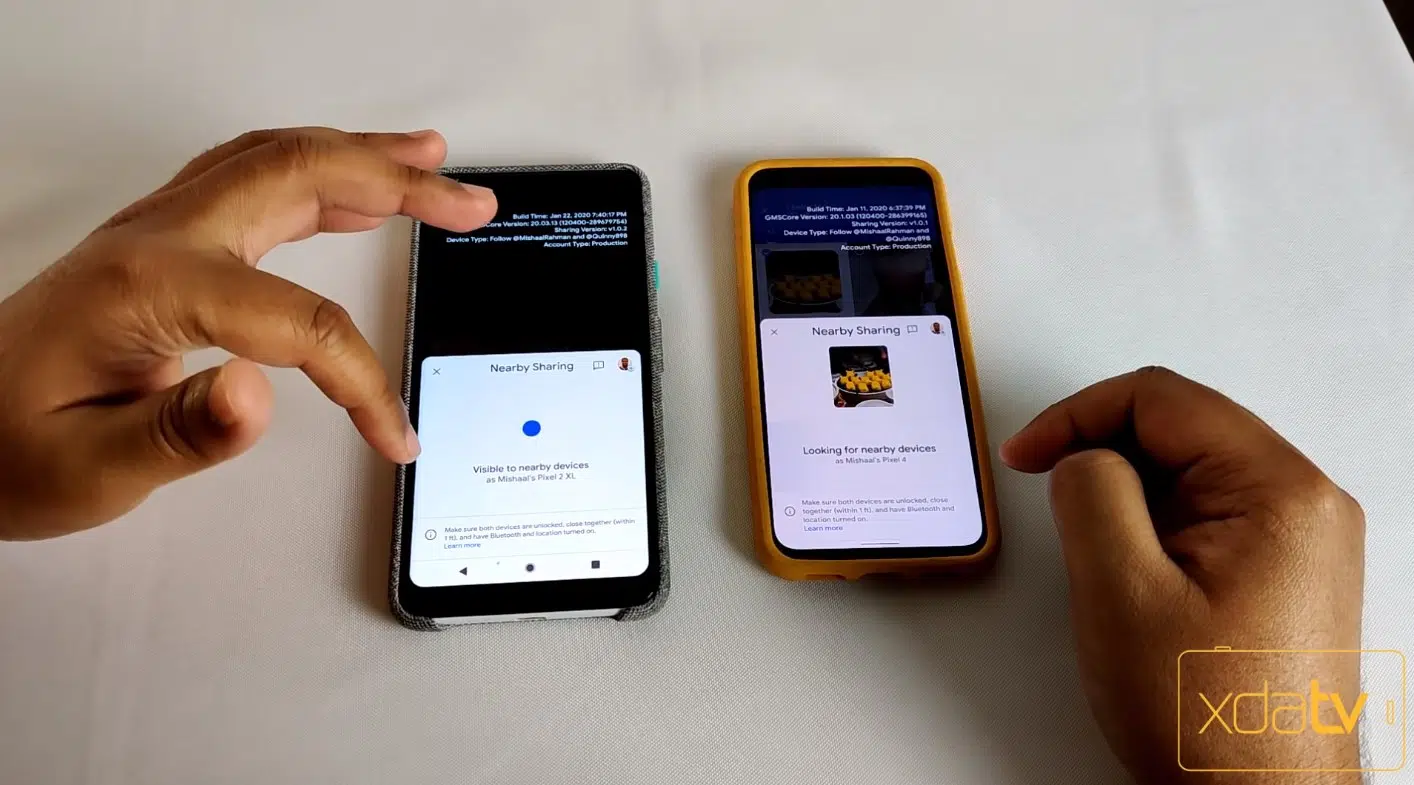 Build Time: Jan 22, 2020 7:40:17 PM
Core Version: 20.03.13 (120400-289679754)
Sharing Version: v1.0.2
Device Type: Follow @MishaalRahman and @Quinny898
Account Type: Production
Nearby Sharing
Visible to nearby devices
as Mishaal's Pixel 2 XL
Make sure both devices are unlocked, close together (within
1 ft), and have Bluetooth and location turned on.
Learn more
Build Time: Jan 11, 2020 6:37:39 PM
GMSCore Version: 20.1.03 (120400-286399165)
Sharing Version: v1.0.1
Device Type: Follow @MishaalRahman and
@Quinny898
Account Type: Production
Nearby Sharing
Looking for nearby devices
as Mishaal's Pixel 4
Make sure both devices are unlocked, close
together (within 1 ft), and have Bluetooth and
location turned on.
Learn more
xdatv